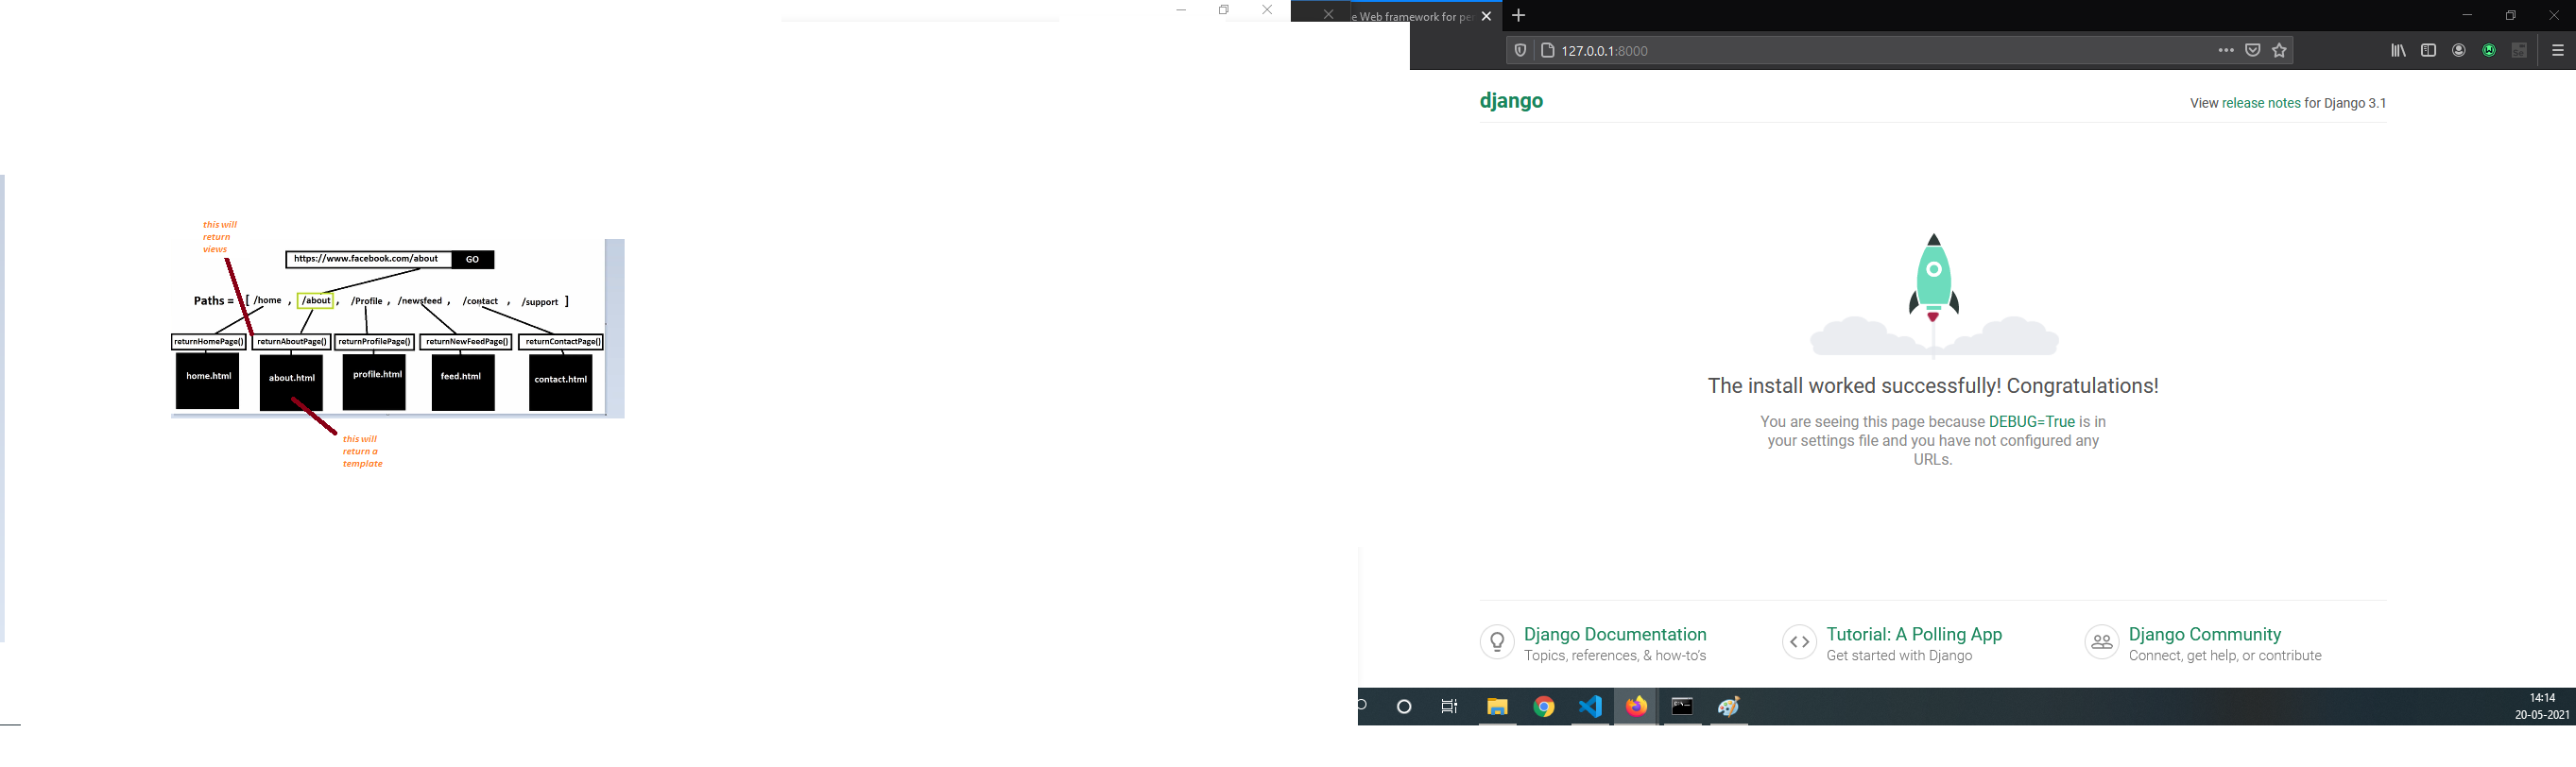 this will
return
views
https://www.facebook.com/about GO
Paths = [ /home , /about , /Profile , /newsfeed , /contact , /support ]
returnHomePage() returnAboutPage() returnProfilePage() returnNewFeedPage() returnContactPage()
home.html about.html profile.html feed.html contact.html
this will
return a
template
e Web framework for per
127.0.0.1:8000
django
View release notes for Django 3.1
The install worked successfully! Congratulations!
You are seeing this page because DEBUG=True is in
your settings file and you have not configured any
URLs.
Django Documentation
Topics, references, & how-to's
Tutorial: A Polling App
Get started with Django
Django Community
Connect, get help, or contribute
14:14
20-05-2021